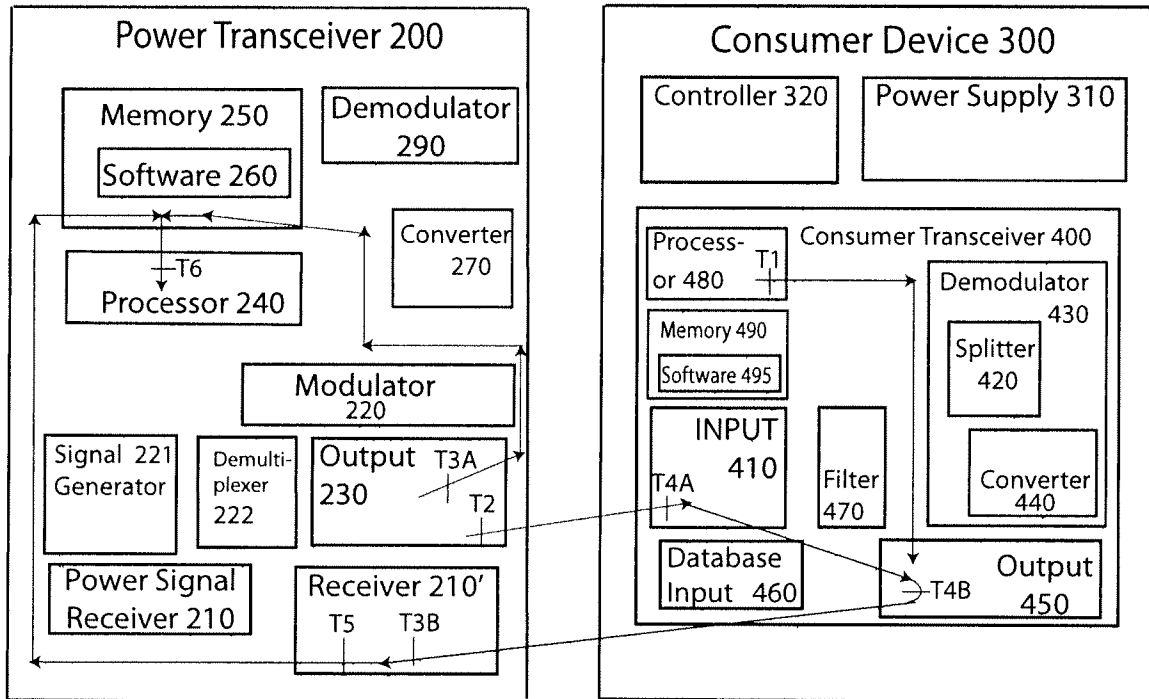 Power Transceiver 200
Memory 250
Software 260
Demodulator
290
Converter
270
T6
Processor 240
Modulator
220
Signal 221
Generator
Demulti-
plexer
222
Output
230
T3A
T2
Power Signal
Receiver 210
Receiver 210'
T5
T3B
Consumer Device 300
Controller 320
Power Supply 310
Consumer Transceiver 400
Process-
or 480
T1
Memory 490
Software 495
Demodulator
430
Splitter
420
Converter
440
INPUT
410
T4A
Filter
470
Database
Input 460
Output
450
T4B